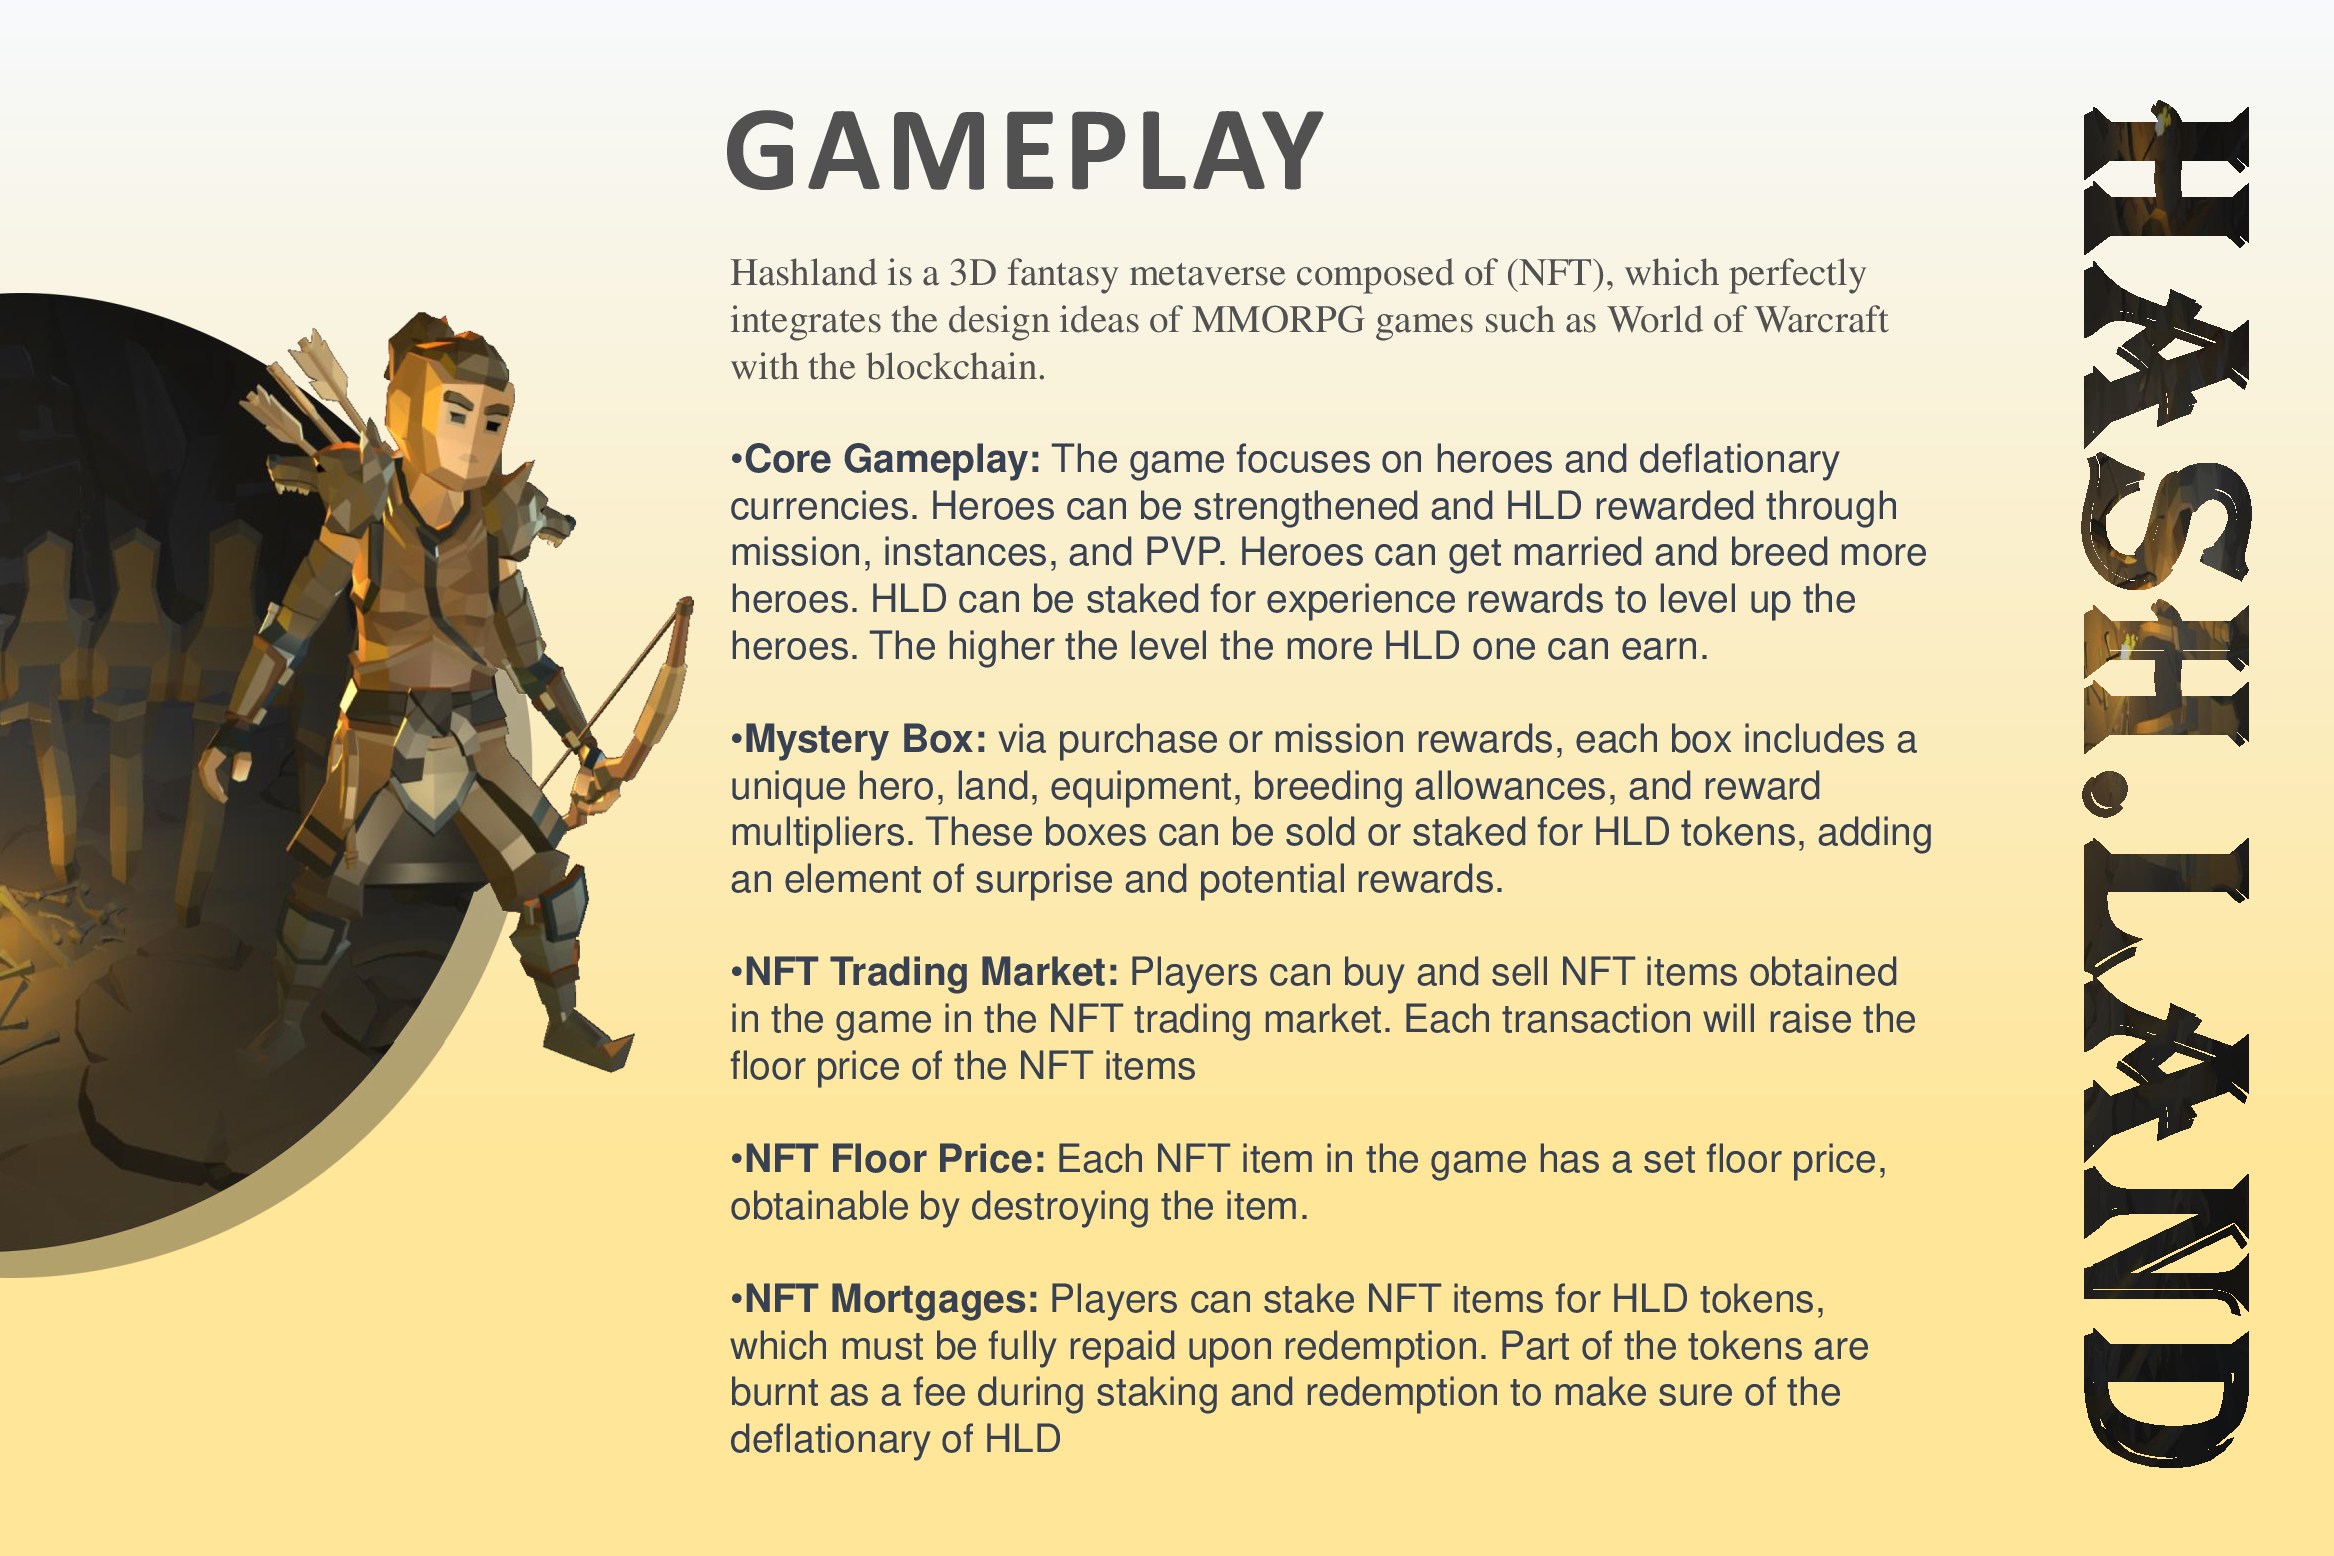 GAMEPLAY
Hashland is a 3D fantasy metaverse composed of (NFT), which perfectly
integrates the design ideas of MMORPG games such as World of Warcraft
with the blockchain.
•Core Gameplay: The game focuses on heroes and deflationary
currencies. Heroes can be strengthened and HLD rewarded through
mission, instances, and PVP. Heroes can get married and breed more
heroes. HLD can be staked for experience rewards to level up the
heroes. The higher the level the more HLD one can earn.
•Mystery Box: via purchase or mission rewards, each box includes a
unique hero, land, equipment, breeding allowances, and reward
multipliers. These boxes can be sold or staked for HLD tokens, adding
an element of surprise and potential rewards.
•NFT Trading Market: Players can buy and sell NFT items obtained
in the game in the NFT trading market. Each transaction will raise the
floor price of the NFT items
•NFT Floor Price: Each NFT item in the game has a set floor price,
obtainable by destroying the item.
•NFT Mortgages: Players can stake NFT items for HLD tokens,
which must be fully repaid upon redemption. Part of the tokens are
burnt as a fee during staking and redemption to make sure of the
deflationary of HLD
HASH.LAND